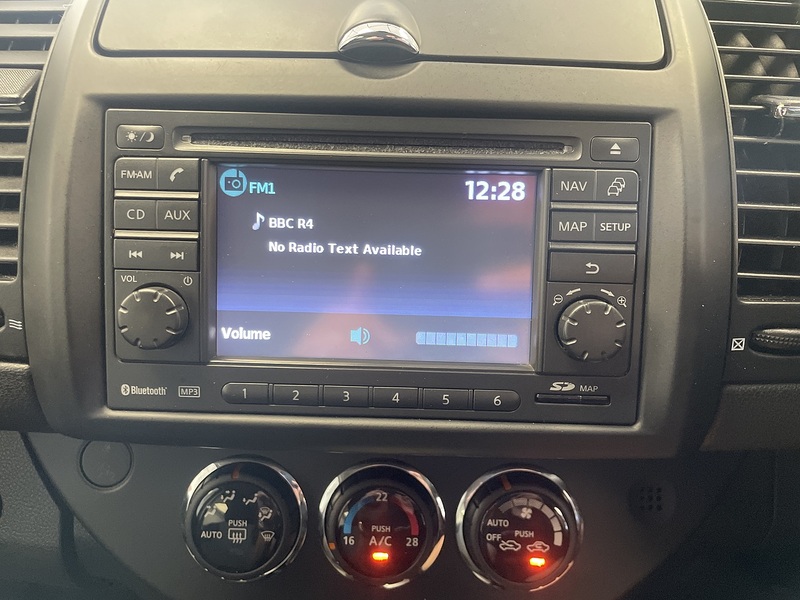 FM1
12:28
BBC R4
No Radio Text Available
Volume
FM·AM
CD AUX
VOL
NAV
MAP SETUP
Bluetooth MP3
1 2 3 4 5 6
SD MAP
AUTO PUSH
22
16 PUSH A/C 28
AUTO
OFF PUSH